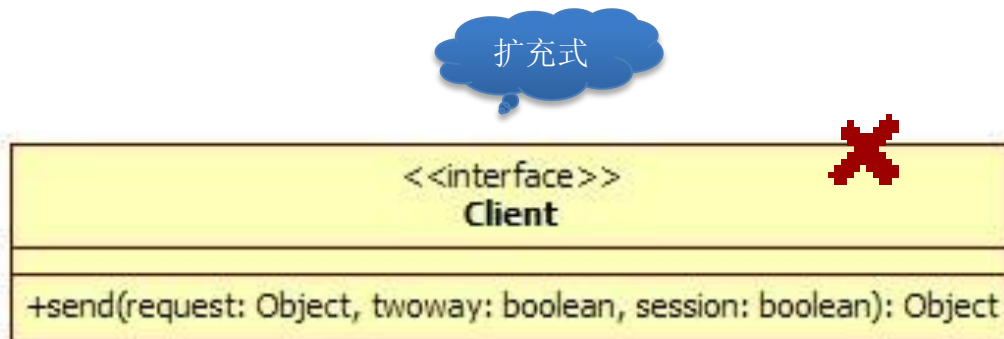 扩充式
<<interface>>
Client
+send(request: Object, twoway: boolean, session: boolean): Object